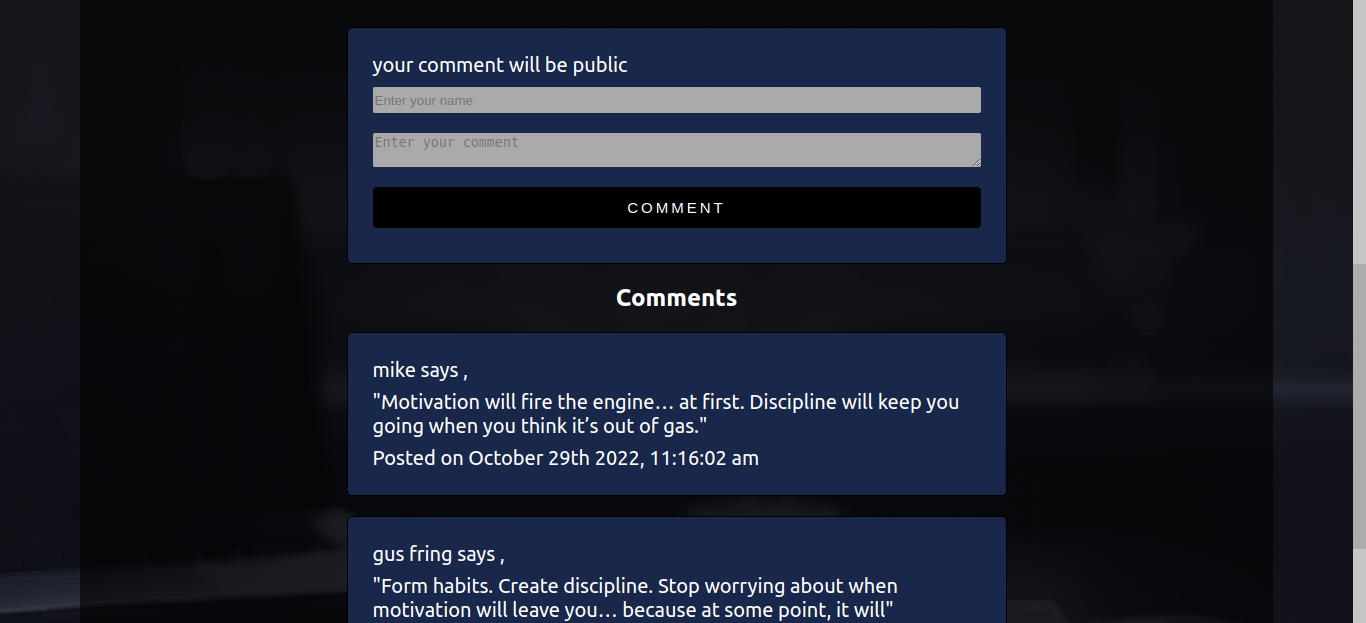 your comment will be public
Enter your name
Enter your comment
COMMENT
Comments
mike says ,
"Motivation will fire the engine… at first. Discipline will keep you
going when you think it’s out of gas."
Posted on October 29th 2022, 11:16:02 am
gus fring says ,
"Form habits. Create discipline. Stop worrying about when
motivation will leave you… because at some point, it will"